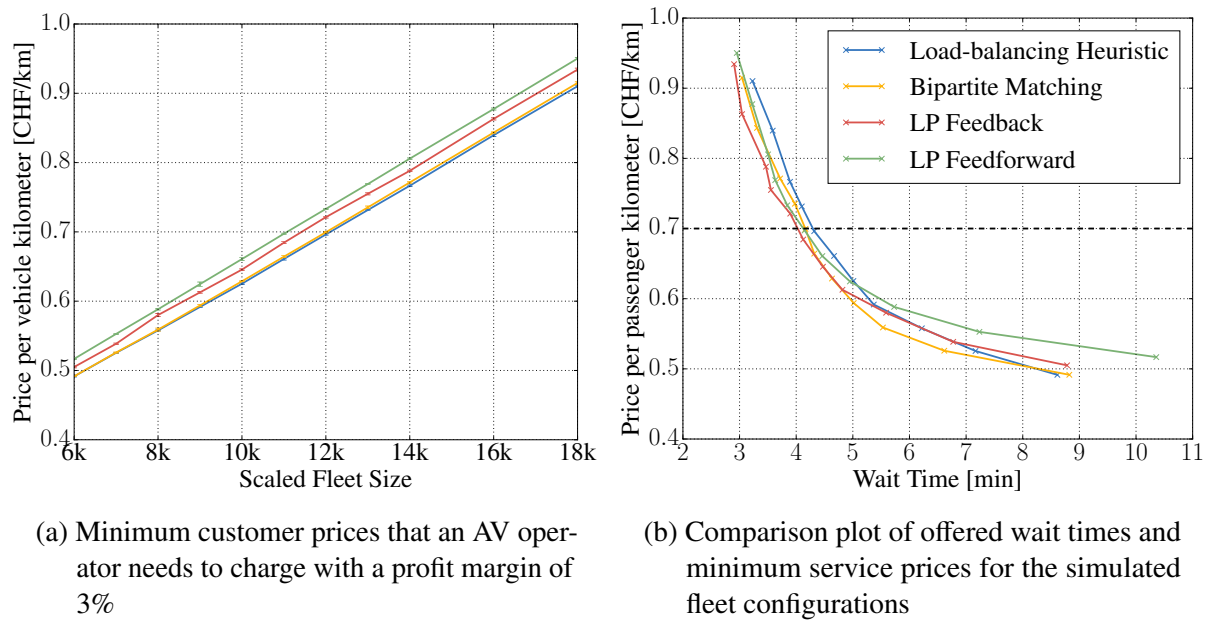 1.0
0.9
0.8
0.7
0.6
0.5
0.4
Price per vehicle kilometer [CHF/km]
6k 8k 10k 12k 14k 16k 18k
Scaled Fleet Size
(a) Minimum customer prices that an AV oper-
ator needs to charge with a profit margin of
3%
1.0
0.9
0.8
0.7
0.6
0.5
0.4
Price per passenger kilometer [CHF/km]
Load-balancing Heuristic
Bipartite Matching
LP Feedback
LP Feedforward
2 3 4 5 6 7 8 9 10 11
Wait Time [min]
(b) Comparison plot of offered wait times and
minimum service prices for the simulated
fleet configurations